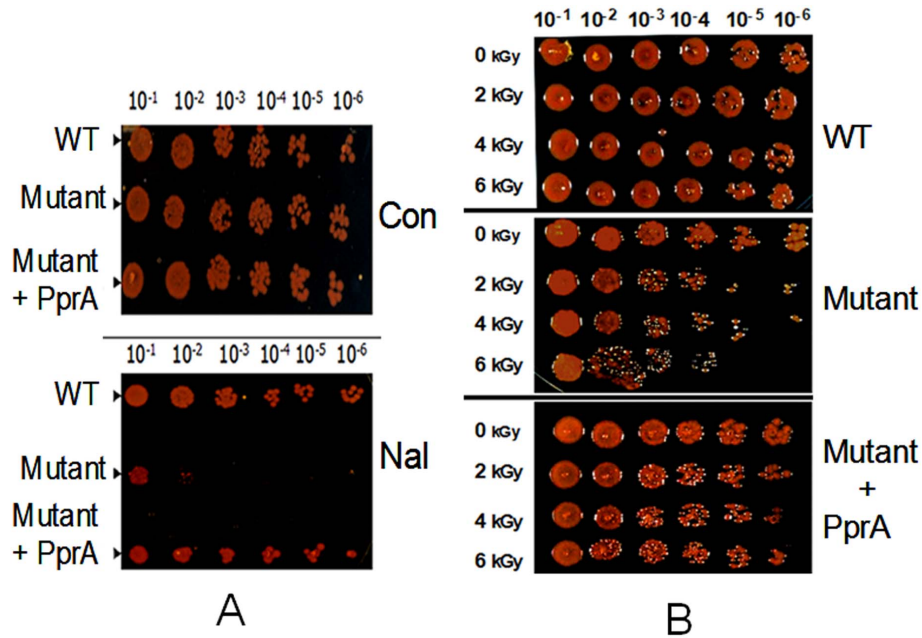 10-1 10-2 10-3 10-4 10-5 10-6
WT
Mutant
Mutant
+ PprA
Con
10-1 10-2 10-3 10-4 10-5 10-6
WT
Mutant
Mutant
+ PprA
Nal
A
10-1 10-2 10-3 10-4 10-5 10-6
0 kGy
2 kGy
4 kGy
6 kGy
WT
0 kGy
2 kGy
4 kGy
6 kGy
Mutant
0 kGy
2 kGy
4 kGy
6 kGy
Mutant
+
PprA
B